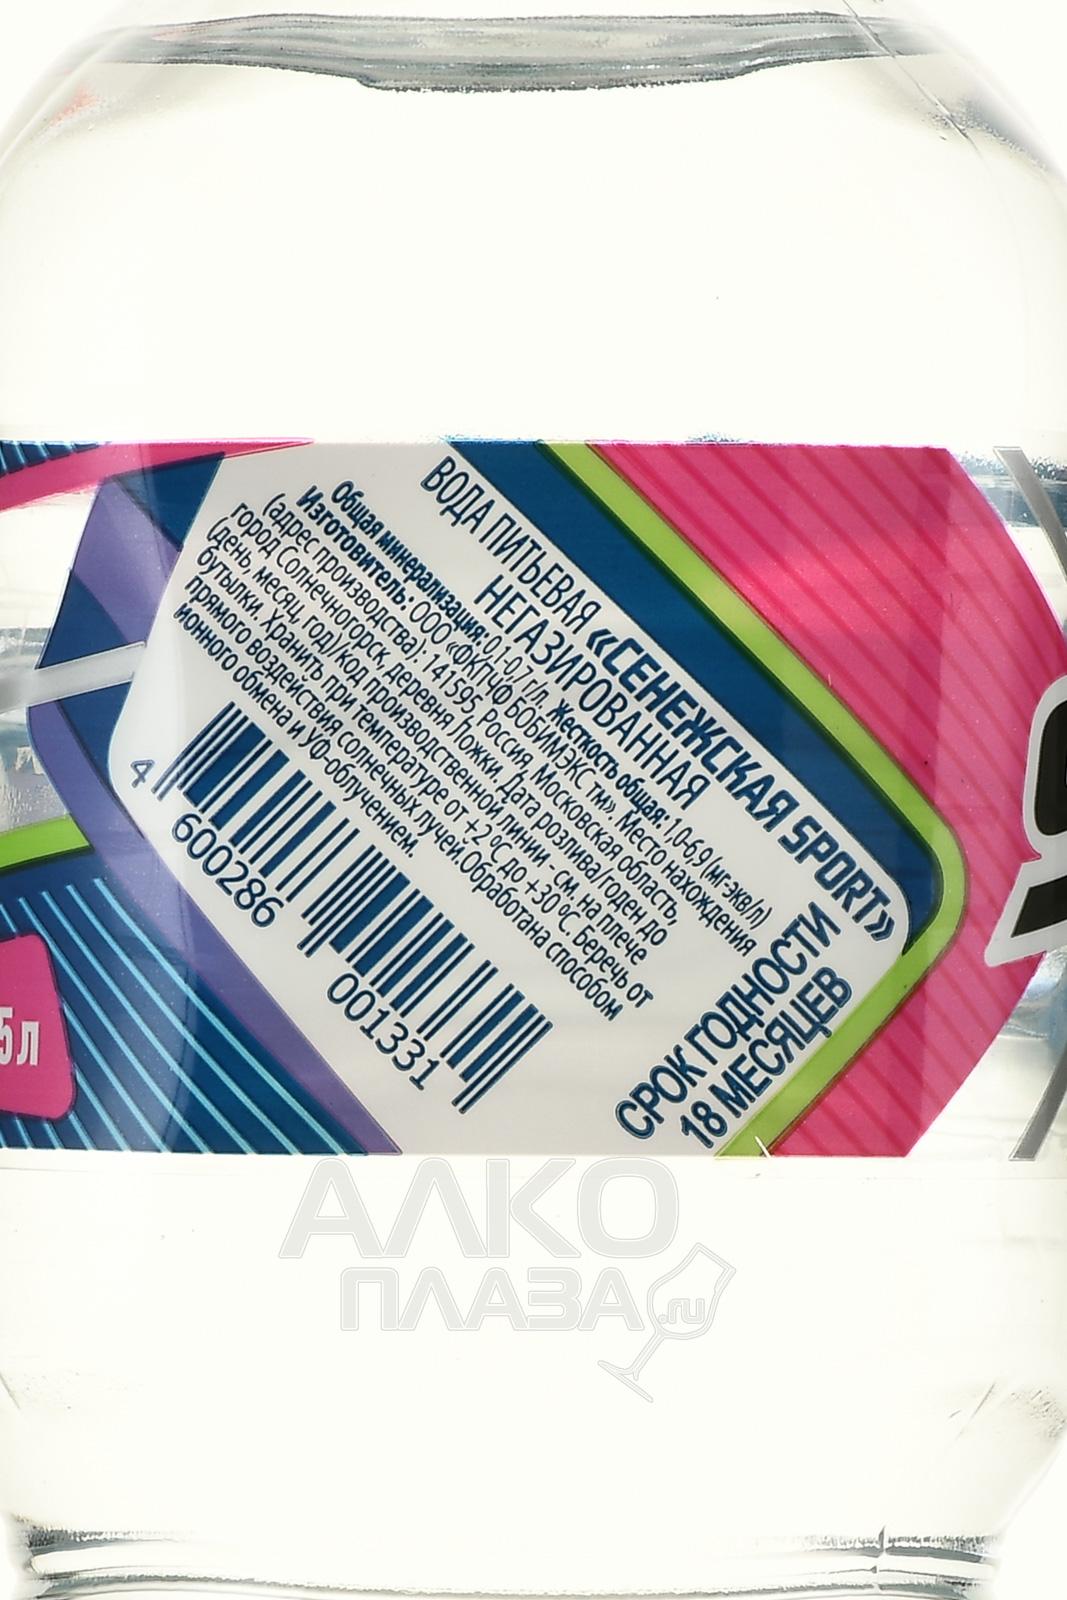 ВОДА ПИТЬЕВАЯ «СЕНЕЖСКАЯ SPORT»
НЕГАЗИРОВАННАЯ
Общая минерализация: 0,1-0,7 г/л. Жесткость общая: 1,0-6,9 (мг-экв/л)
Изготовитель: ООО «ФК ПЧФ БОБИМЭКС ТМ». Место нахождения
(адрес производства): 141595, Россия, Московская область,
город Солнечногорск, деревня Ложки. Дата розлива/годен до
(день, месяц, год)/код производственной линии - см. на плече
бутылки. Хранить при температуре от +2°С до +30°С. Беречь от
прямого воздействия солнечных лучей. Обработана способом
ионного обмена и УФ-облучением.
СРОК ГОДНОСТИ
18 МЕСЯЦЕВ
4 600286 001331
5л
АЛКО
ПЛАЗА.ru